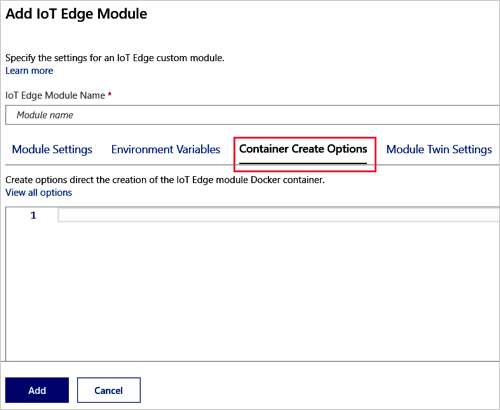 Add IoT Edge Module
Specify the settings for an IoT Edge custom module.
Learn more
IoT Edge Module Name *
Module name
Module Settings Environment Variables Container Create Options Module Twin Settings
Create options direct the creation of the IoT Edge module Docker container.
View all options
1
Add Cancel